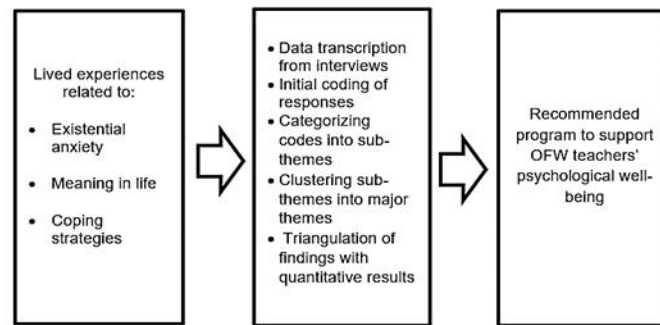 Lived experiences
related to:
• Existential
anxiety
• Meaning in life
• Coping
strategies
• Data transcription
from interviews
• Initial coding of
responses
• Categorizing
codes into sub-
themes
• Clustering sub-
themes into major
themes
• Triangulation of
findings with
quantitative results
Recommended
program to support
OFW teachers'
psychological well-
being